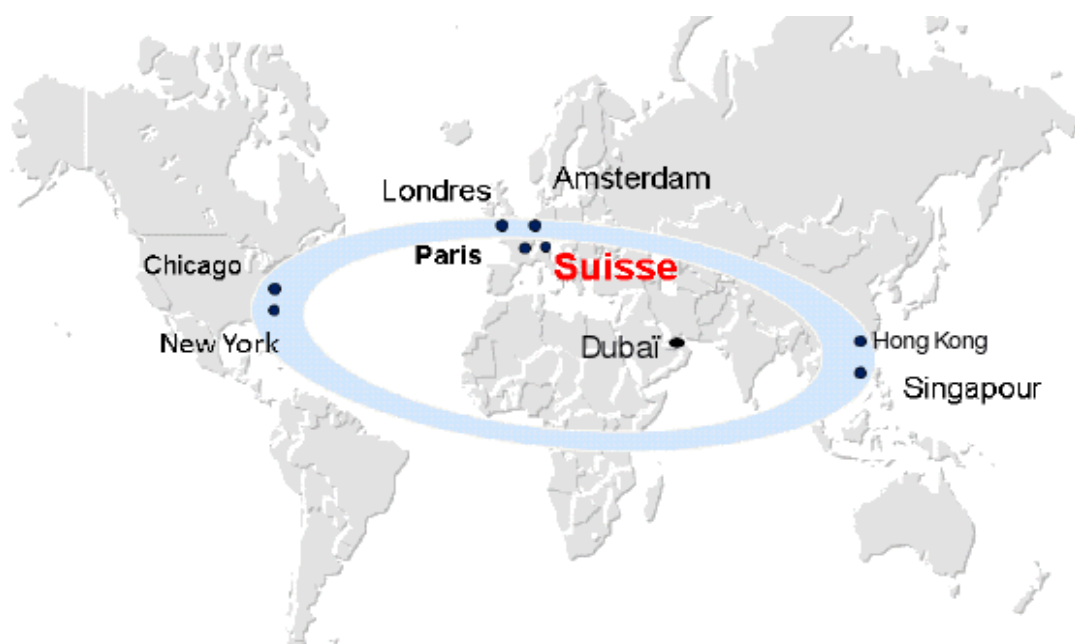 Londres
Amsterdam
Paris
Suisse
Chicago
New York
Dubaï
Hong Kong
Singapour